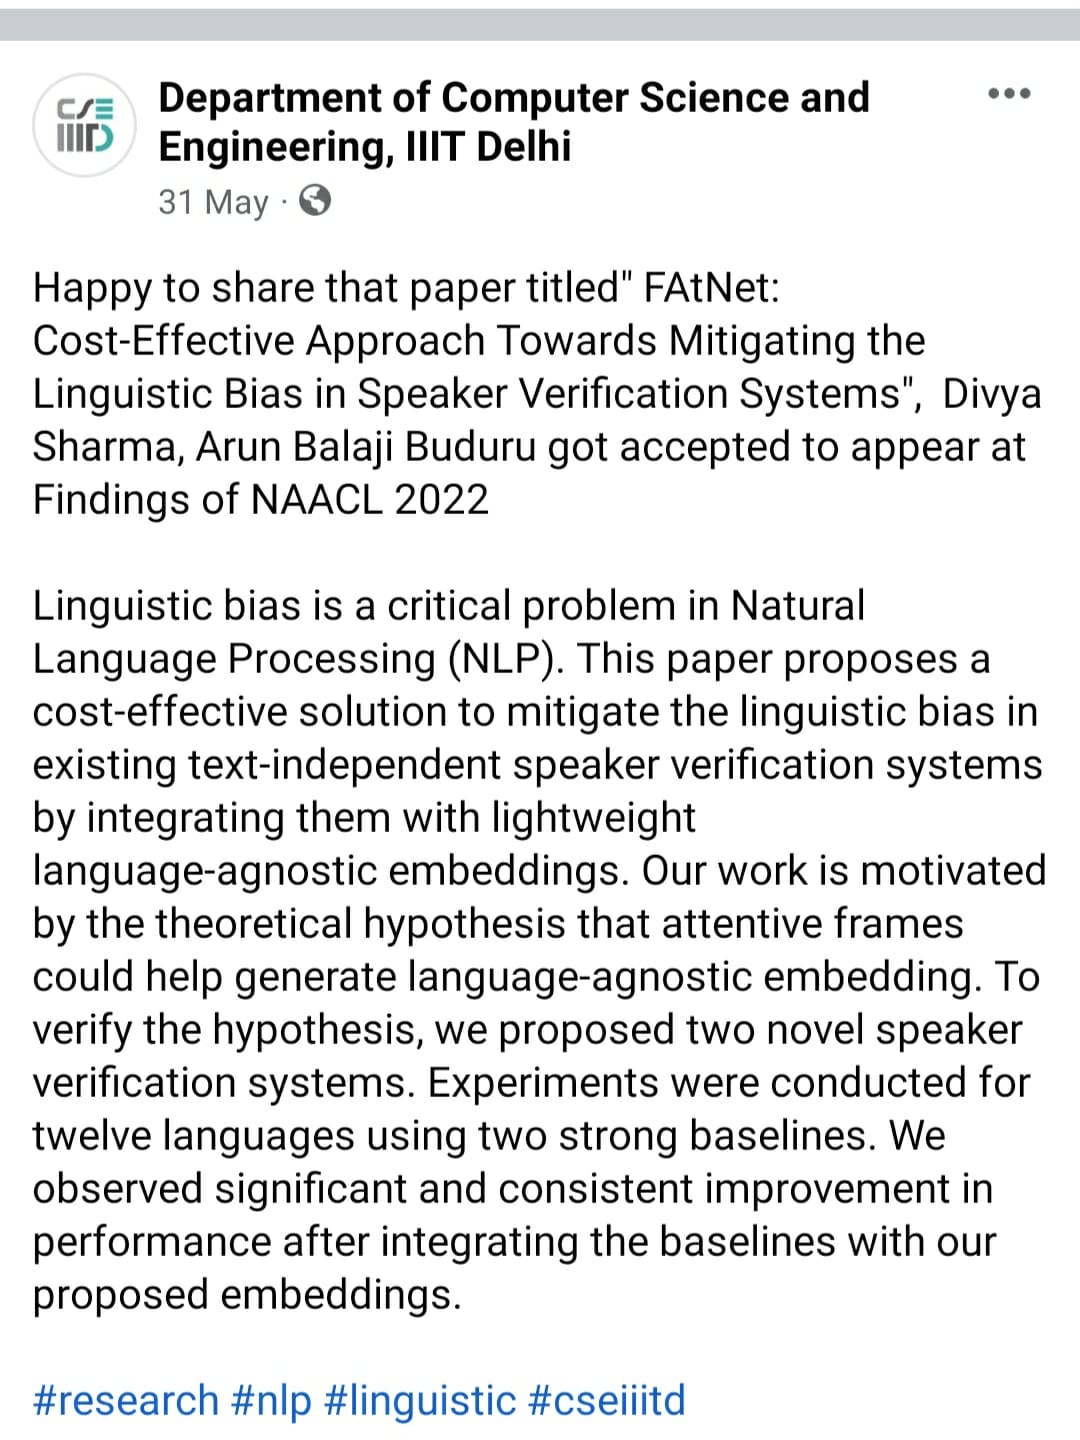 CSE
IIITD
Department of Computer Science and
Engineering, IIIT Delhi
31 May ·
Happy to share that paper titled" FAtNet:
Cost-Effective Approach Towards Mitigating the
Linguistic Bias in Speaker Verification Systems",  Divya
Sharma, Arun Balaji Buduru got accepted to appear at
Findings of NAACL 2022
Linguistic bias is a critical problem in Natural
Language Processing (NLP). This paper proposes a
cost-effective solution to mitigate the linguistic bias in
existing text-independent speaker verification systems
by integrating them with lightweight
language-agnostic embeddings. Our work is motivated
by the theoretical hypothesis that attentive frames
could help generate language-agnostic embedding. To
verify the hypothesis, we proposed two novel speaker
verification systems. Experiments were conducted for
twelve languages using two strong baselines. We
observed significant and consistent improvement in
performance after integrating the baselines with our
proposed embeddings.
#research #nlp #linguistic #cseiiitd